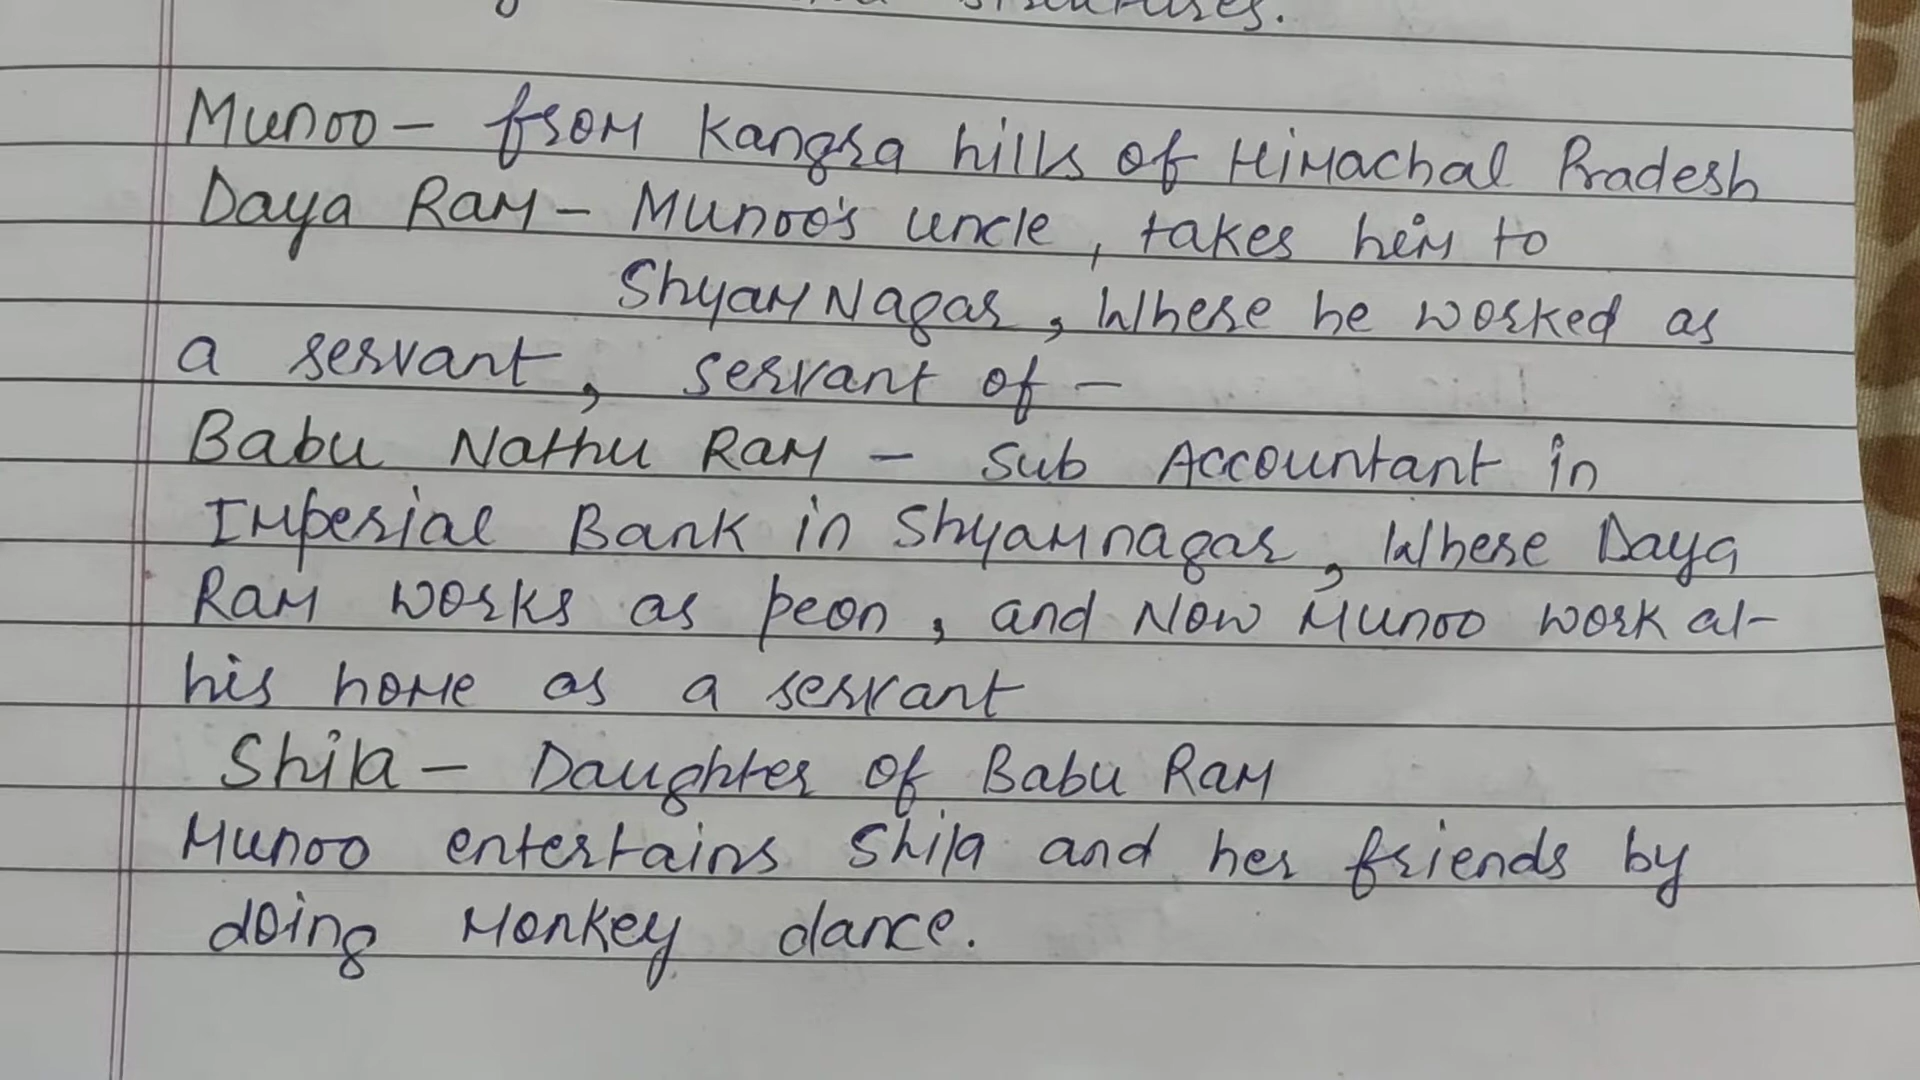 structures.
Munoo - from Kangra hills of Himachal Pradesh
Daya Ram - Munoo's uncle, takes him to
Shyam Nagar, Where he worked as
a servant, servant of -
Babu Nathu Ram - Sub Accountant in
Imperial Bank in Shyamnagar, Where Daya
Ram works as peon, and Now Munoo work at
his home as a servant
Shila - Daughter of Babu Ram
Munoo entertains Shila and her friends by
doing Monkey dance.